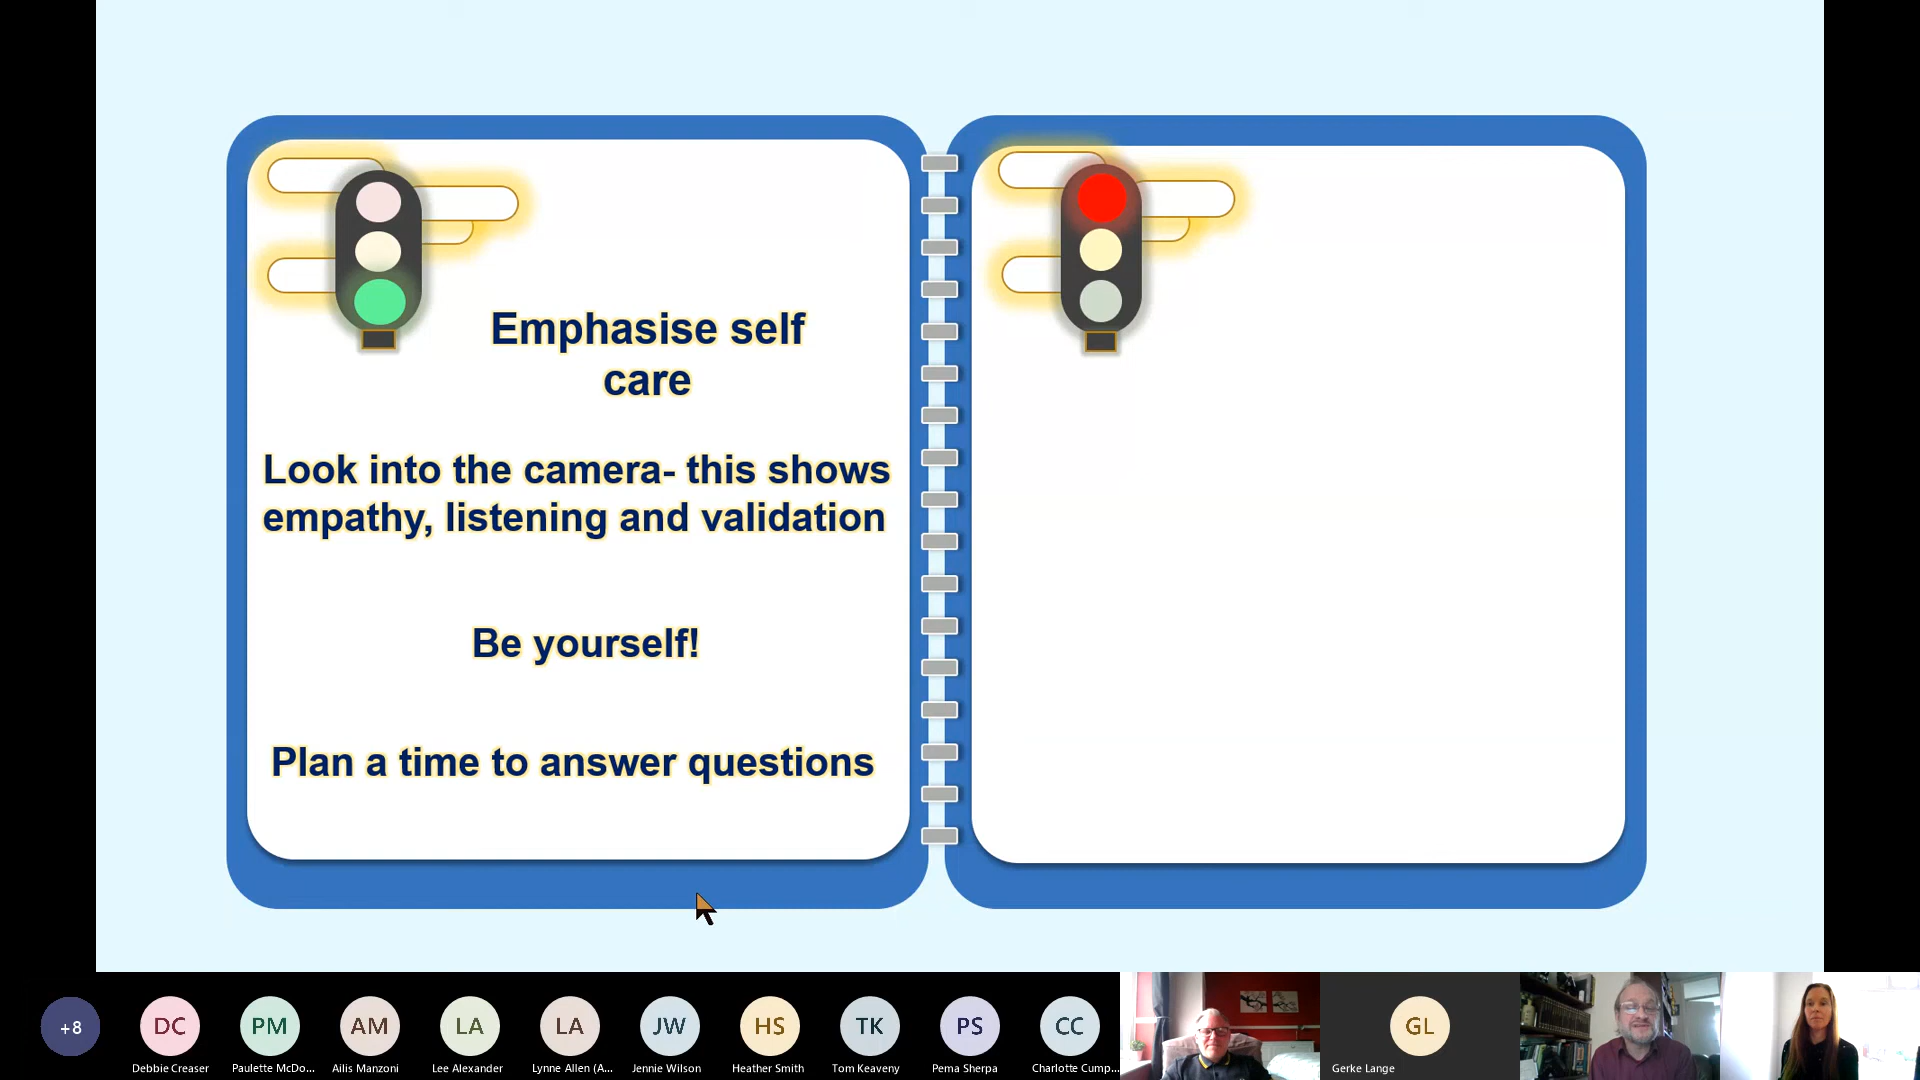 Emphasise self
care
Look into the camera- this shows
empathy, listening and validation
Be yourself!
Plan a time to answer questions
+8
DC
PM
AM
LA
LA
JW
HS
TK
PS
CC
GL
Debbie Creaser
Paulette McDo...
Ailis Manzoni
Lee Alexander
Lynne Allen (A...
Jennie Wilson
Heather Smith
Tom Keaveny
Pema Sherpa
Charlotte Cump...
Gerke Lange